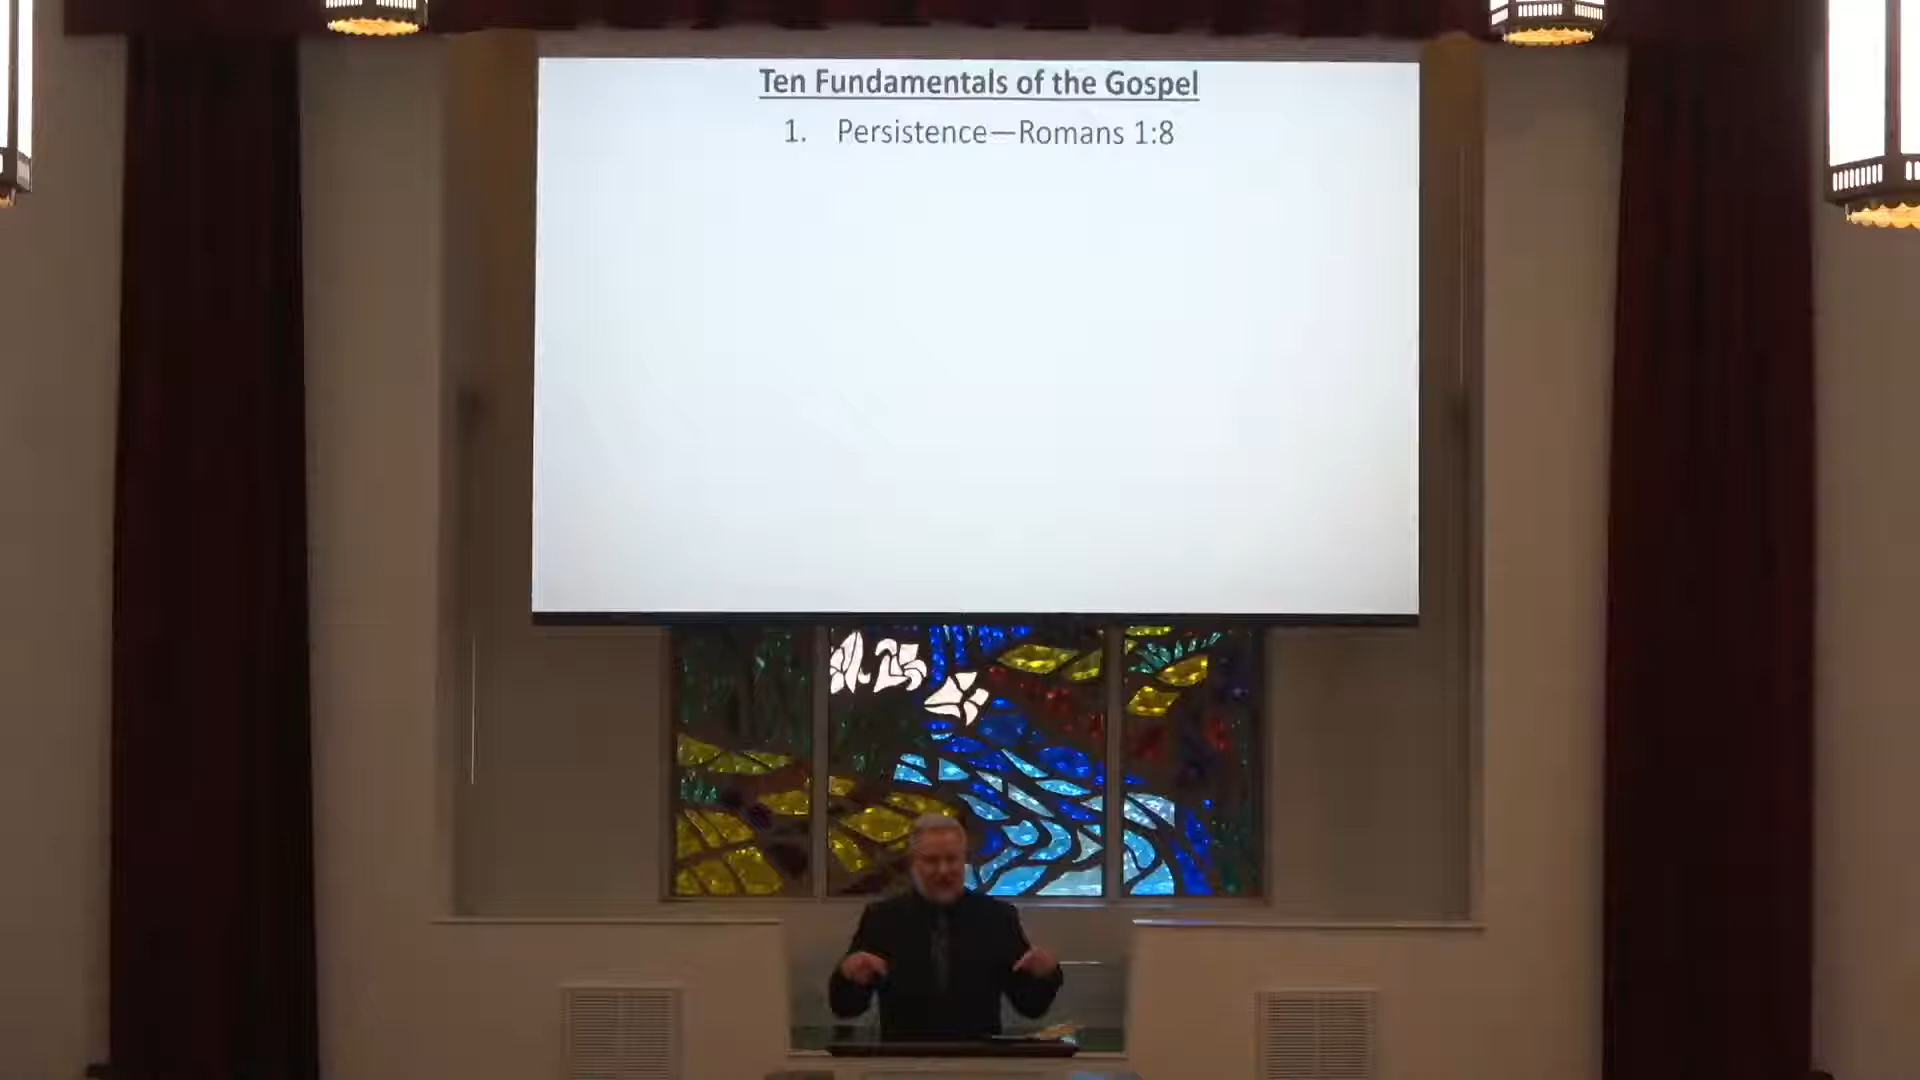 Ten Fundamentals of the Gospel
1. Persistence—Romans 1:8